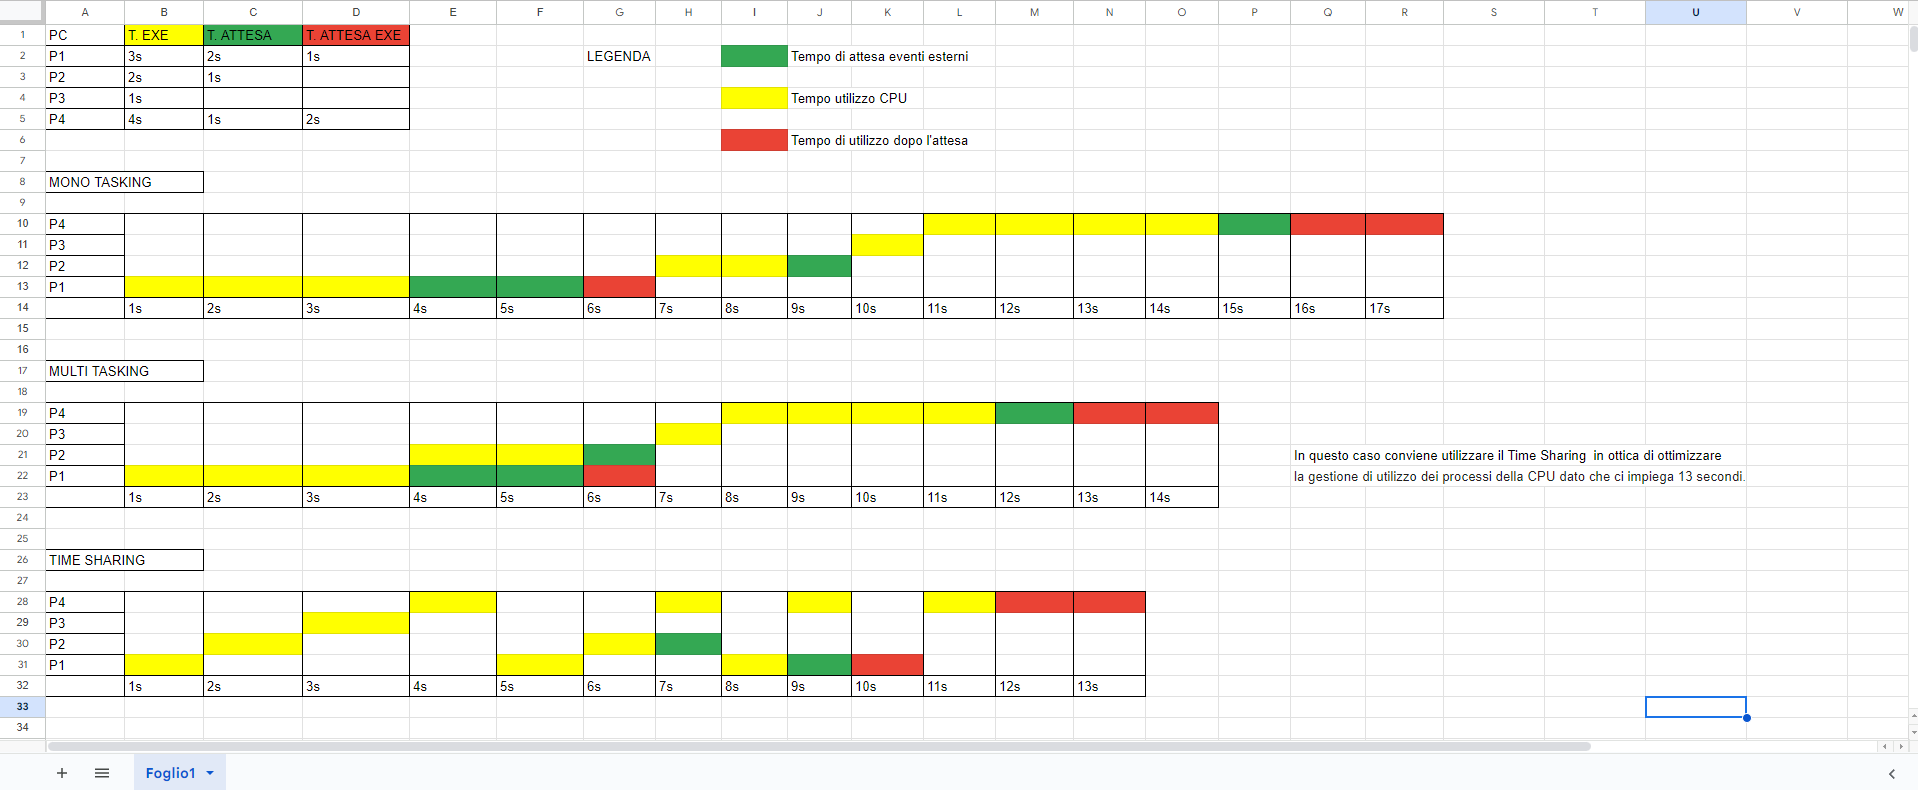 A B C D E F G H I J K L M N O P Q R S T U V W
1 PC T. EXE T. ATTESA T. ATTESA EXE
2 P1 3s 2s 1s LEGENDA Tempo di attesa eventi esterni
3 P2 2s 1s
4 P3 1s Tempo utilizzo CPU
5 P4 4s 1s 2s
6 Tempo di utilizzo dopo l'attesa
7
8 MONO TASKING
9
10 P4
11 P3
12 P2
13 P1
14 1s 2s 3s 4s 5s 6s 7s 8s 9s 10s 11s 12s 13s 14s 15s 16s 17s
15
16
17 MULTI TASKING
18
19 P4
20 P3
21 P2 In questo caso conviene utilizzare il Time Sharing in ottica di ottimizzare
22 P1 la gestione di utilizzo dei processi della CPU dato che ci impiega 13 secondi.
23 1s 2s 3s 4s 5s 6s 7s 8s 9s 10s 11s 12s 13s 14s
24
25
26 TIME SHARING
27
28 P4
29 P3
30 P2
31 P1
32 1s 2s 3s 4s 5s 6s 7s 8s 9s 10s 11s 12s 13s
33
34
Foglio1